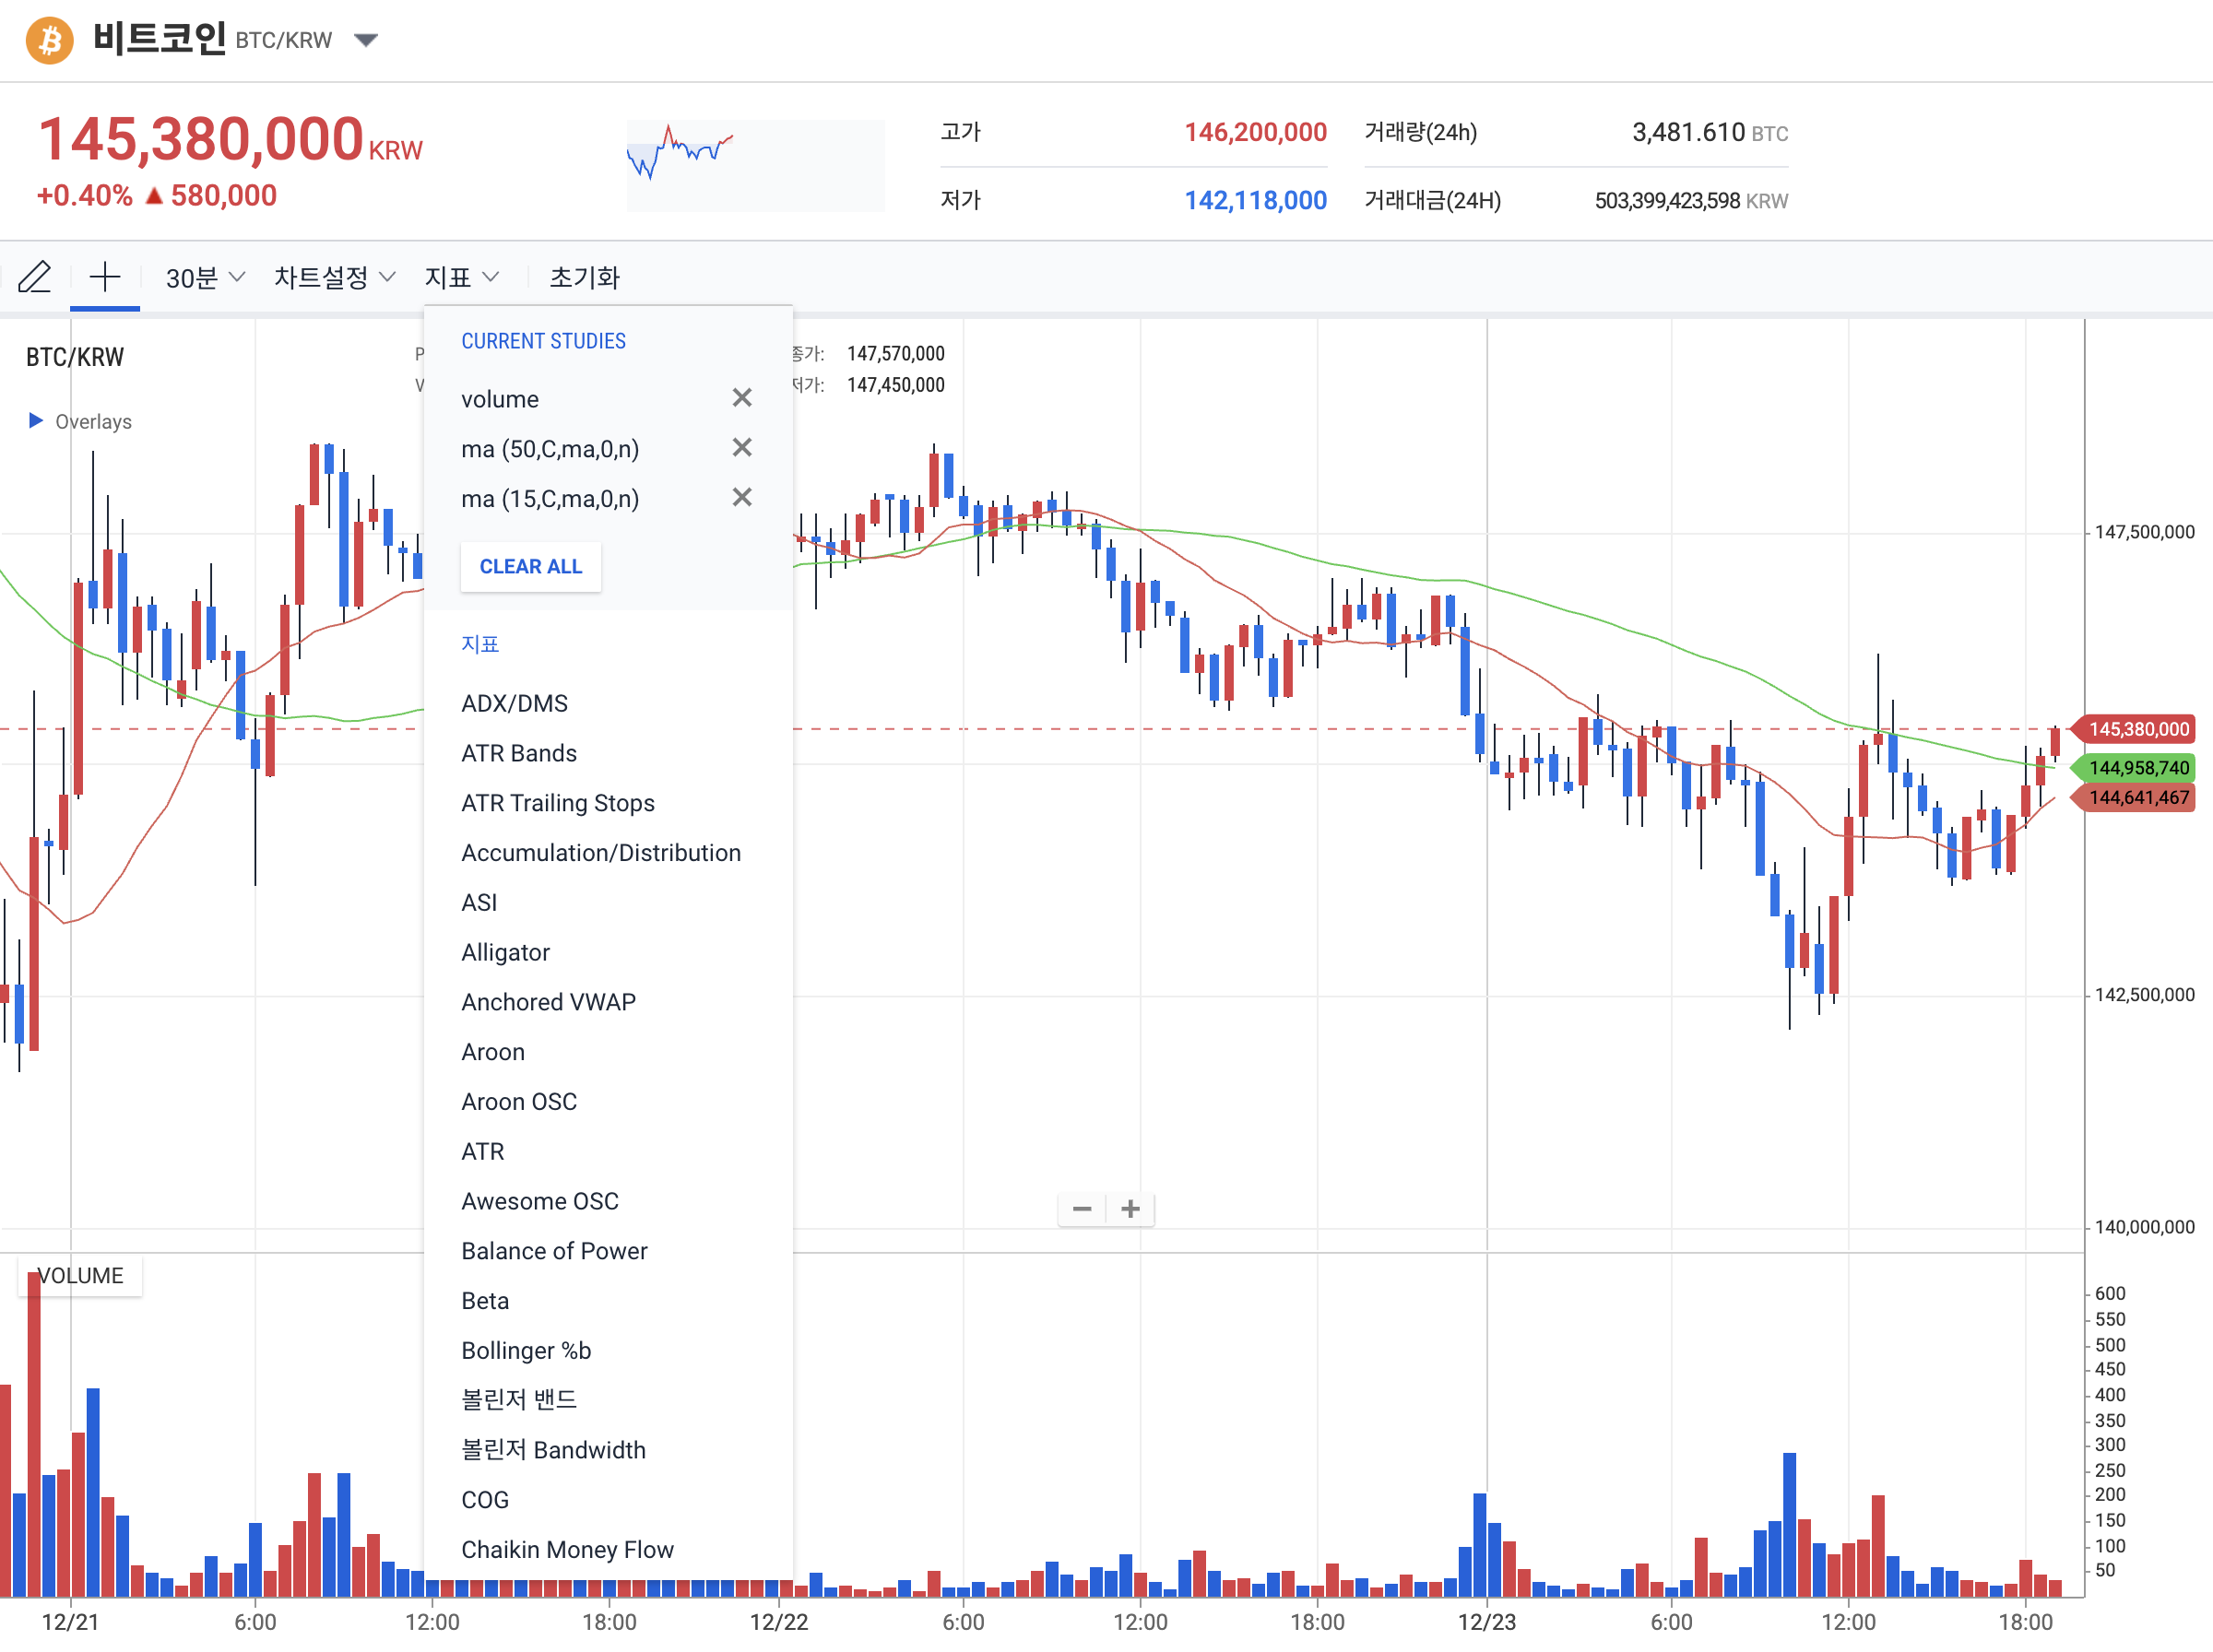 비트코인 BTC/KRW
145,380,000 KRW
+0.40% ▲ 580,000
고가 146,200,000
저가 142,118,000
거래량(24h) 3,481.610 BTC
거래대금(24H) 503,399,423,598 KRW
30분 차트설정 지표 초기화
BTC/KRW
Overlays
종가: 147,570,000
저가: 147,450,000
CURRENT STUDIES
volume
ma (50,C,ma,0,n)
ma (15,C,ma,0,n)
CLEAR ALL
지표
ADX/DMS
ATR Bands
ATR Trailing Stops
Accumulation/Distribution
ASI
Alligator
Anchored VWAP
Aroon
Aroon OSC
ATR
Awesome OSC
Balance of Power
Beta
Bollinger %b
볼린저 밴드
볼린저 Bandwidth
COG
Chaikin Money Flow
147,500,000
145,380,000
144,958,740
144,641,467
142,500,000
140,000,000
VOLUME
600
550
500
450
400
350
300
250
200
150
100
50
12/21 6:00 12:00 18:00 12/22 6:00 12:00 18:00 12/23 6:00 12:00 18:00